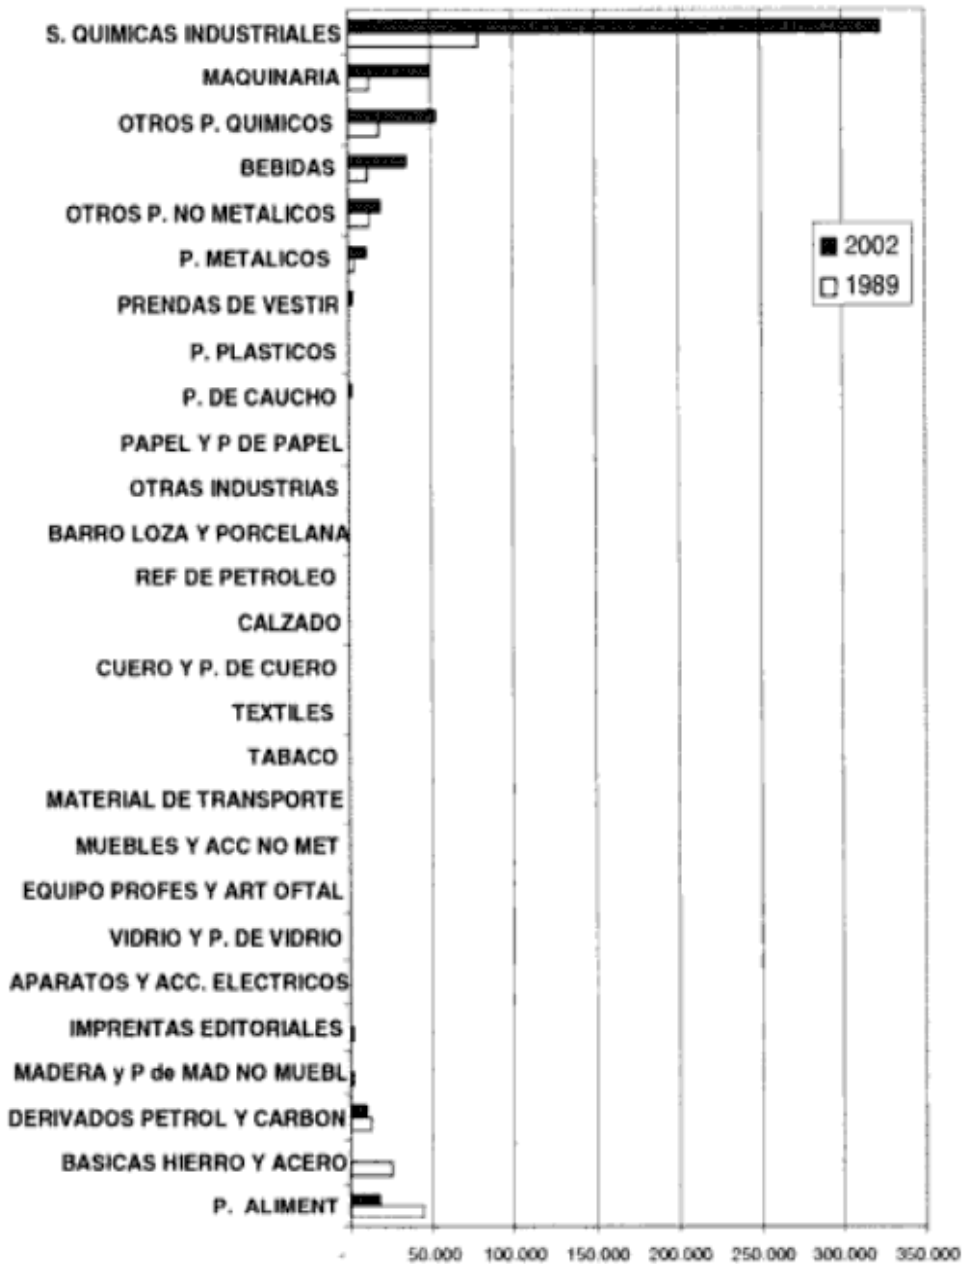 S. QUIMICAS INDUSTRIALES
MAQUINARIA
OTROS P. QUIMICOS
BEBIDAS
OTROS P. NO METALICOS
P. METALICOS
PRENDAS DE VESTIR
P. PLASTICOS
P. DE CAUCHO
PAPEL Y P DE PAPEL
OTRAS INDUSTRIAS
BARRO LOZA Y PORCELANA
REF DE PETROLEO
CALZADO
CUERO Y P. DE CUERO
TEXTILES
TABACO
MATERIAL DE TRANSPORTE
MUEBLES Y ACC NO MET
EQUIPO PROFES Y ART OFTAL
VIDRIO Y P. DE VIDRIO
APARATOS Y ACC. ELECTRICOS
IMPRENTAS EDITORIALES
MADERA y P de MAD NO MUEBL
DERIVADOS PETROL Y CARBON
BASICAS HIERRO Y ACERO
P. ALIMENT
2002
1989
- 50.000 100.000 150.000 200.000 250.000 300.000 350.000